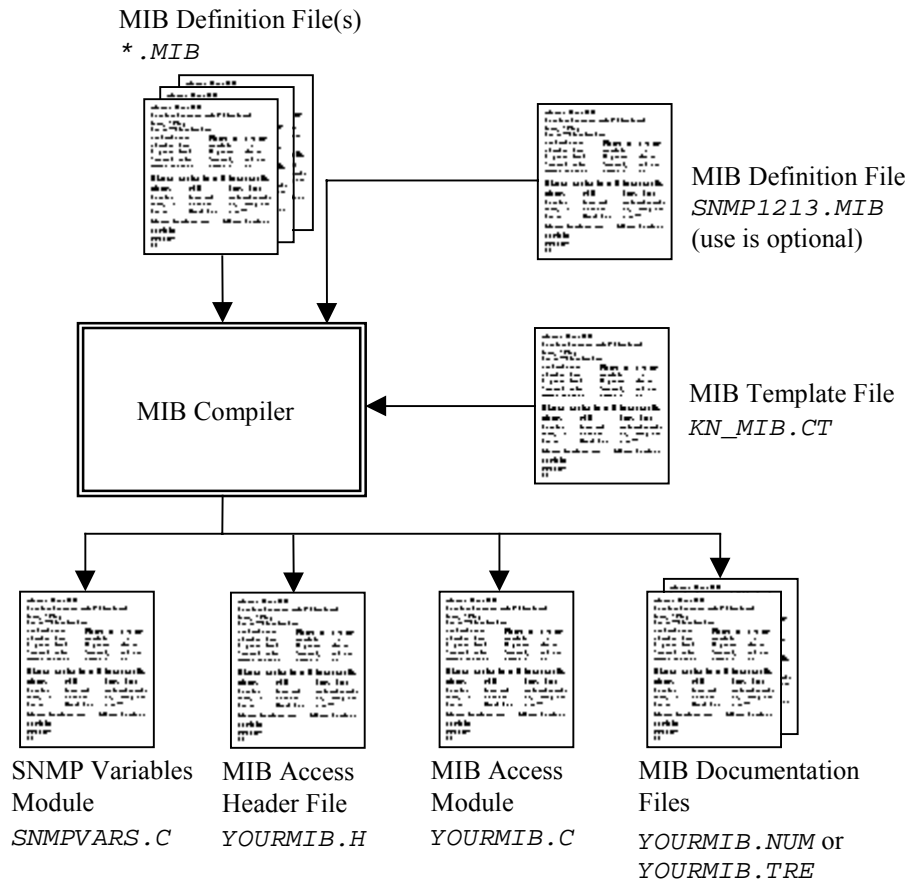 MIB Definition File(s)
*.MIB
MIB Definition File
SNMP1213.MIB
(use is optional)
MIB Template File
KN_MIB.CT
MIB Compiler
SNMP Variables
Module
SNMPVARS.C
MIB Access
Header File
YOURMIB.H
MIB Access
Module
YOURMIB.C
MIB Documentation
Files
YOURMIB.NUM or
YOURMIB.TRE